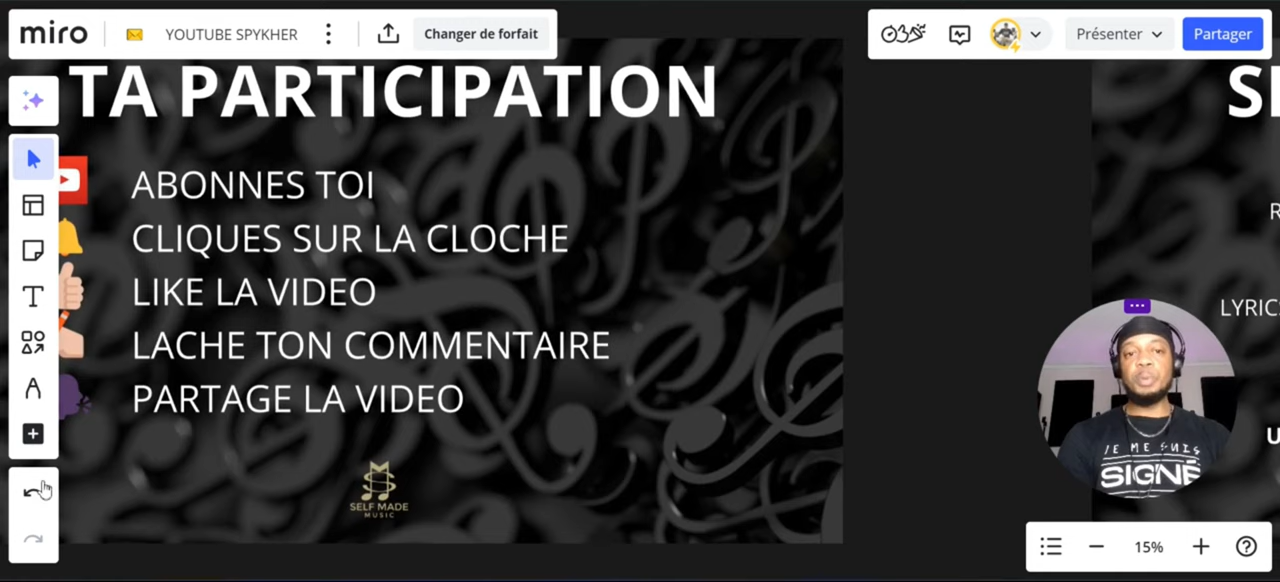 miro
YOUTUBE SPYKHER
Changer de forfait
Présenter
Partager
TA PARTICIPATION
ABONNES TOI
CLIQUES SUR LA CLOCHE
LIKE LA VIDEO
LACHE TON COMMENTAIRE
PARTAGE LA VIDEO
SELF MADE
MUSIC
LYRIC
JE ME SUIS
SIGNÉ
15%